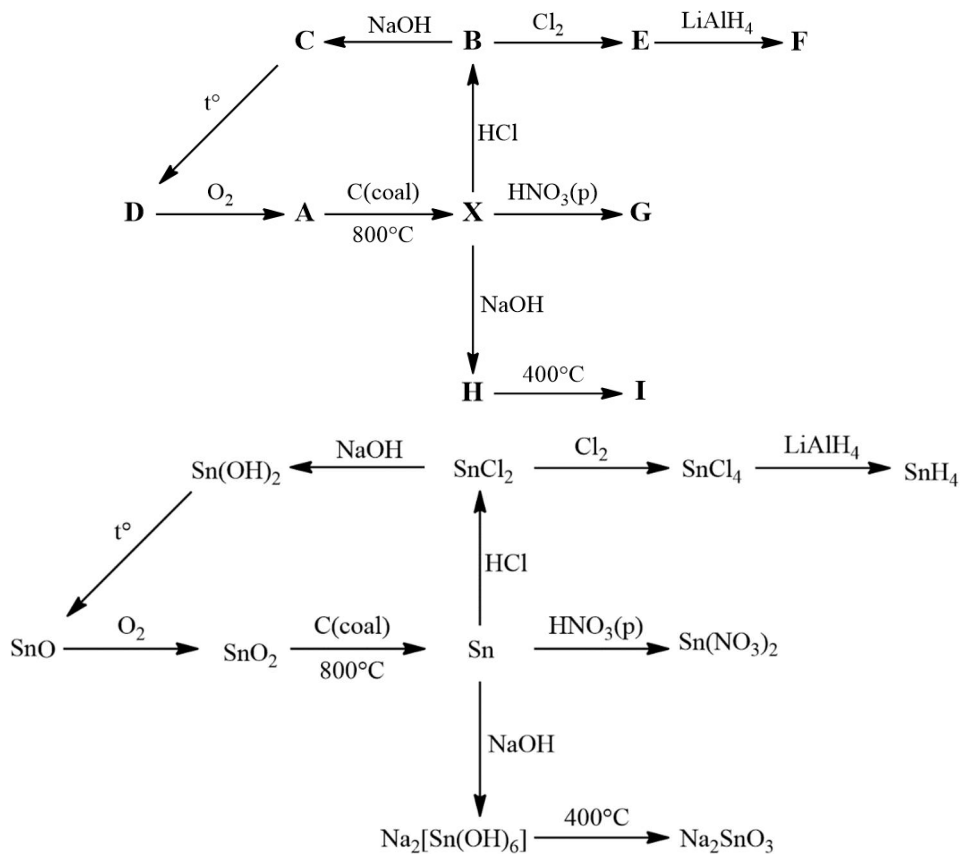 C NaOH B Cl₂ E LiAlH₄ F
t°
HCl
D O₂ A C(coal) 800°C X HNO₃(p) G
NaOH
H 400°C I
Sn(OH)₂ NaOH SnCl₂ Cl₂ SnCl₄ LiAlH₄ SnH₄
t°
HCl
SnO O₂ SnO₂ C(coal) 800°C Sn HNO₃(p) Sn(NO₃)₂
NaOH
Na₂[Sn(OH)₆] 400°C Na₂SnO₃